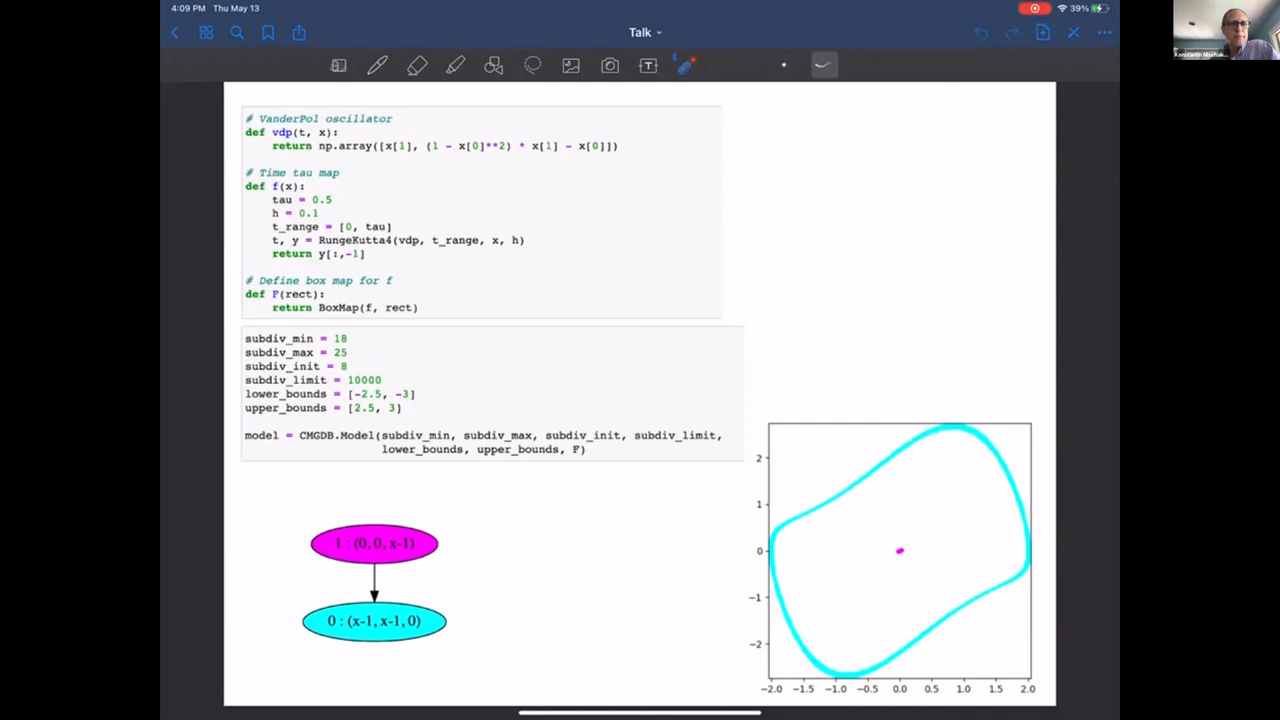 4:09 PM Thu May 13
39%
Talk
# VanderPol oscillator
def vdp(t, x):
return np.array([x[1], (1 - x[0]**2) * x[1] - x[0]])
# Time tau map
def f(x):
tau = 0.5
h = 0.1
t_range = [0, tau]
t, y = RungeKutta4(vdp, t_range, x, h)
return y[:,-1]
# Define box map for f
def F(rect):
return BoxMap(f, rect)
subdiv_min = 18
subdiv_max = 25
subdiv_init = 8
subdiv_limit = 10000
lower_bounds = [-2.5, -3]
upper_bounds = [2.5, 3]
model = CMGDB.Model(subdiv_min, subdiv_max, subdiv_init, subdiv_limit,
lower_bounds, upper_bounds, F)
1 : (0, 0, x-1)
0 : (x-1, x-1, 0)
2
1
0
−1
−2
−2.0 −1.5 −1.0 −0.5 0.0 0.5 1.0 1.5 2.0
Konstantin